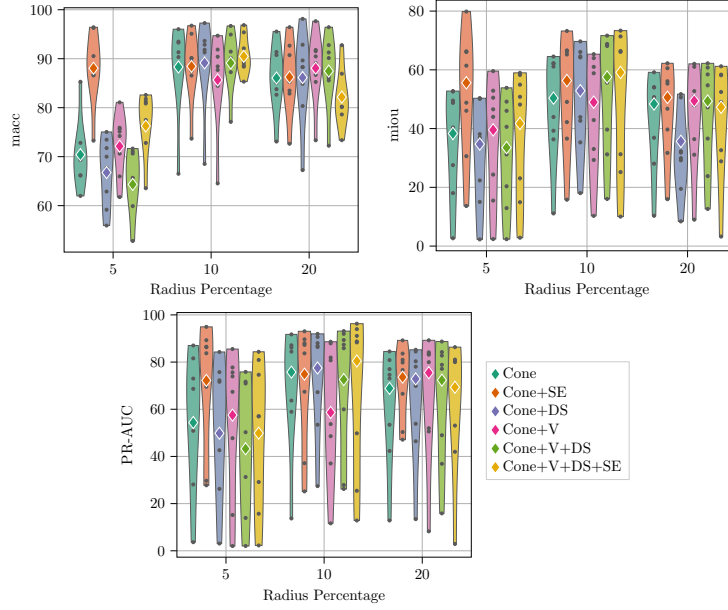 100
90
80
70
60
macc
5
10
20
Radius Percentage
80
60
40
20
0
miou
5
10
20
Radius Percentage
100
80
60
40
20
0
PR-AUC
5
10
20
Radius Percentage
Cone
Cone+SE
Cone+DS
Cone+V
Cone+V+DS
Cone+V+DS+SE